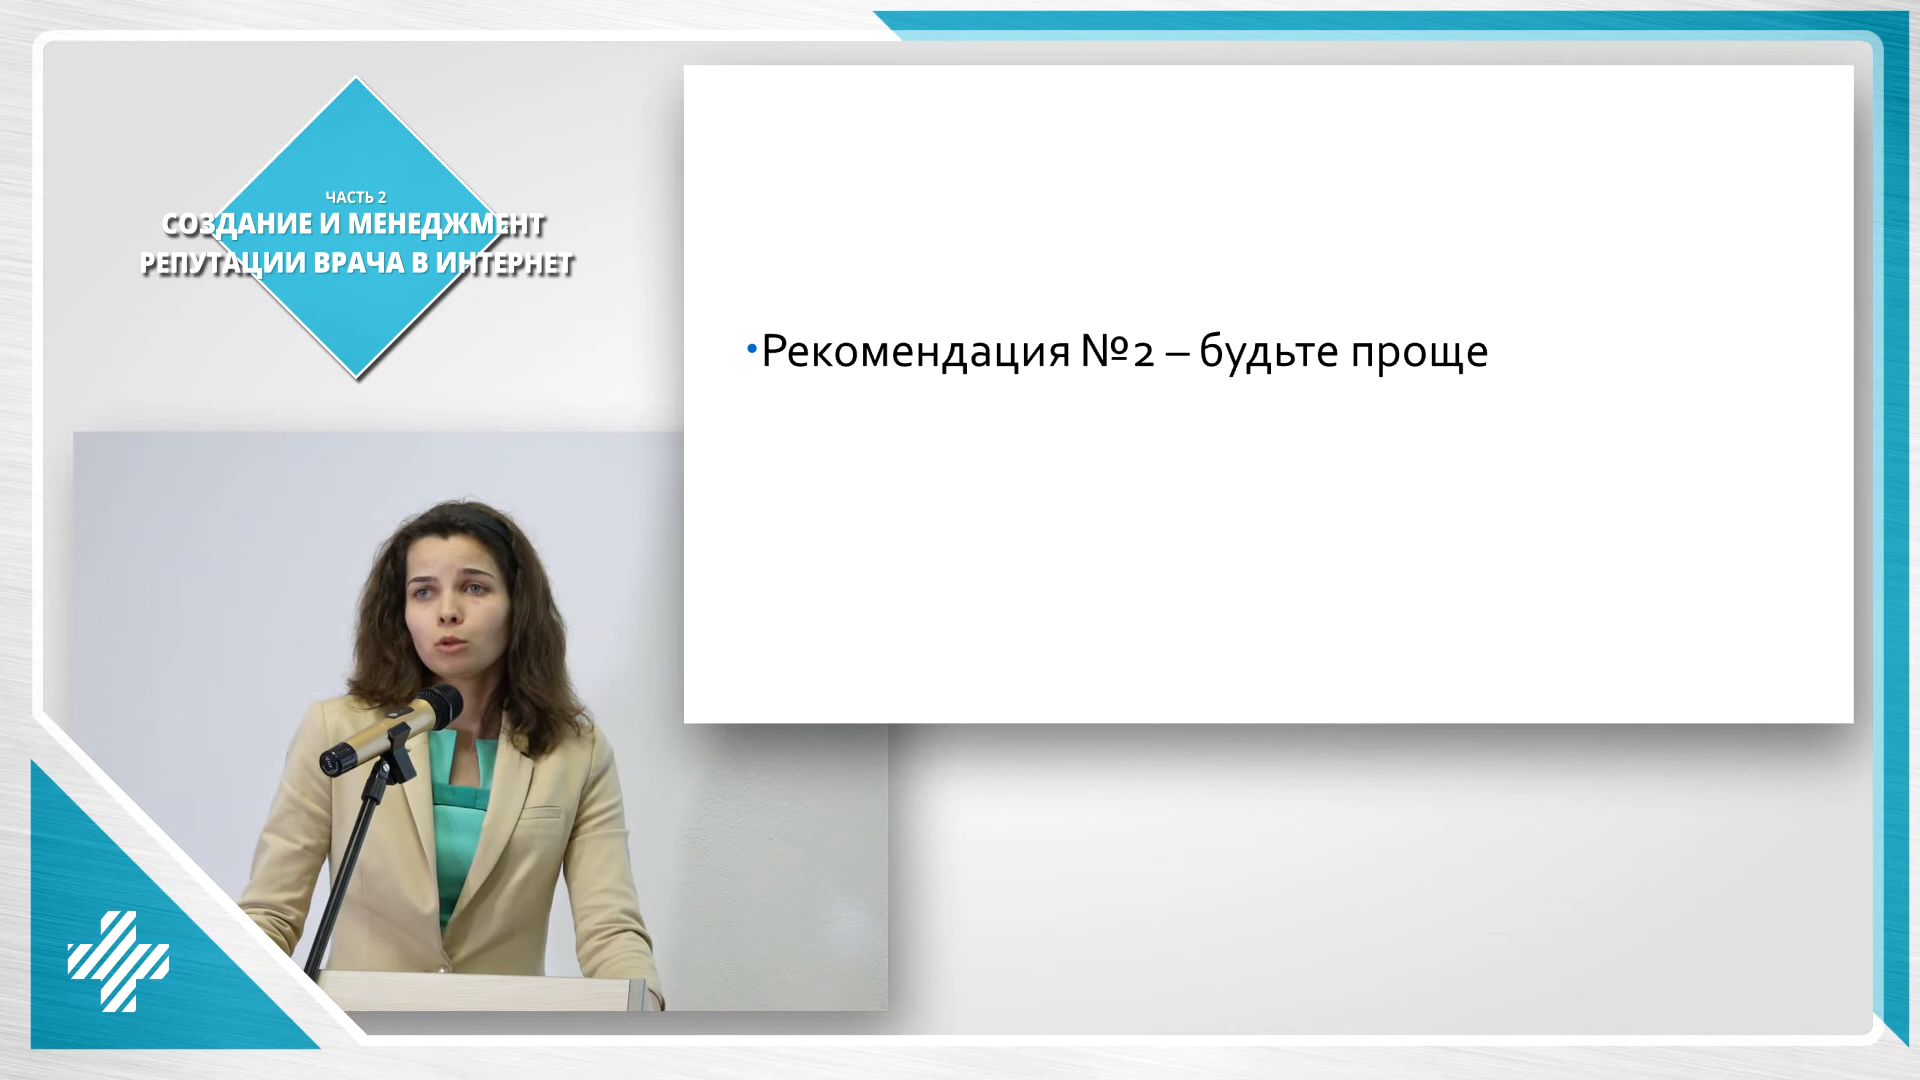 ЧАСТЬ 2
СОЗДАНИЕ И МЕНЕДЖМЕНТ
РЕПУТАЦИИ ВРАЧА В ИНТЕРНЕТ
•Рекомендация №2 – будьте проще